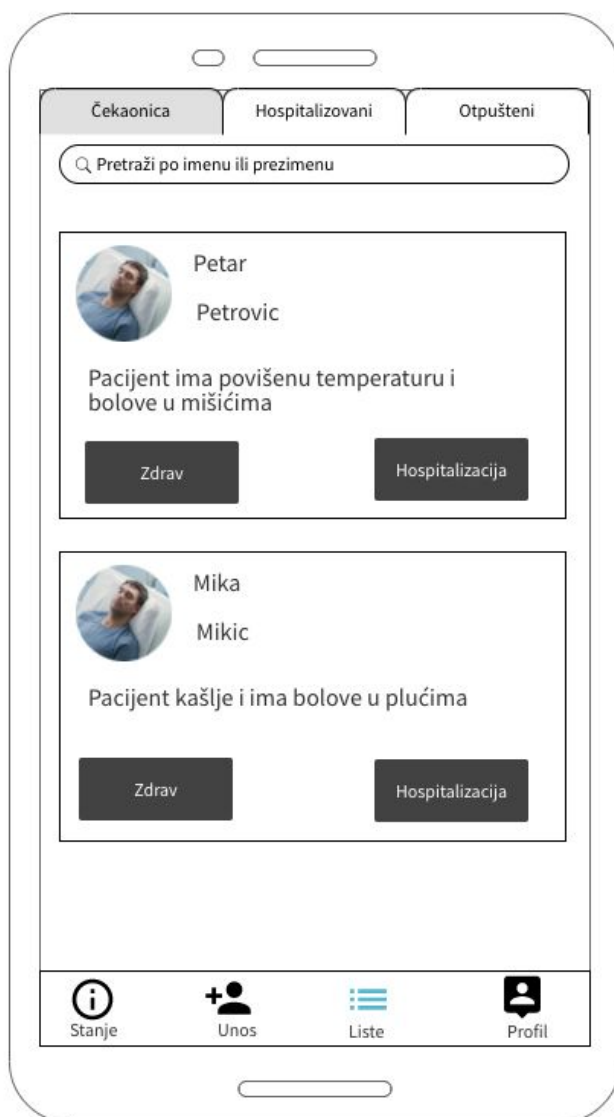 Čekaonica
Hospitalizovani
Otpušteni
Pretraži po imenu ili prezimenu
Petar
Petrovic
Pacijent ima povišenu temperaturu i
bolove u mišićima
Zdrav
Hospitalizacija
Mika
Mikic
Pacijent kašlje i ima bolove u plućima
Zdrav
Hospitalizacija
Stanje
Unos
Liste
Profil